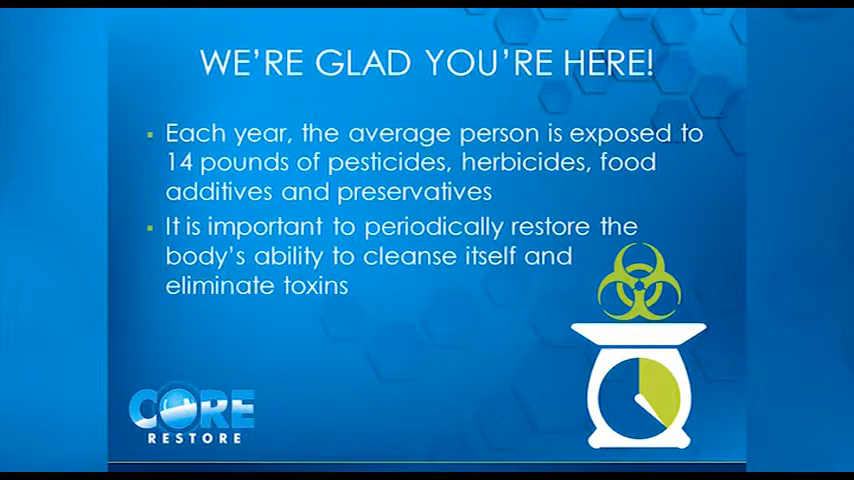 WE'RE GLAD YOU'RE HERE!
▪ Each year, the average person is exposed to
14 pounds of pesticides, herbicides, food
additives and preservatives
▪ It is important to periodically restore the
body's ability to cleanse itself and
eliminate toxins
CORE
RESTORE